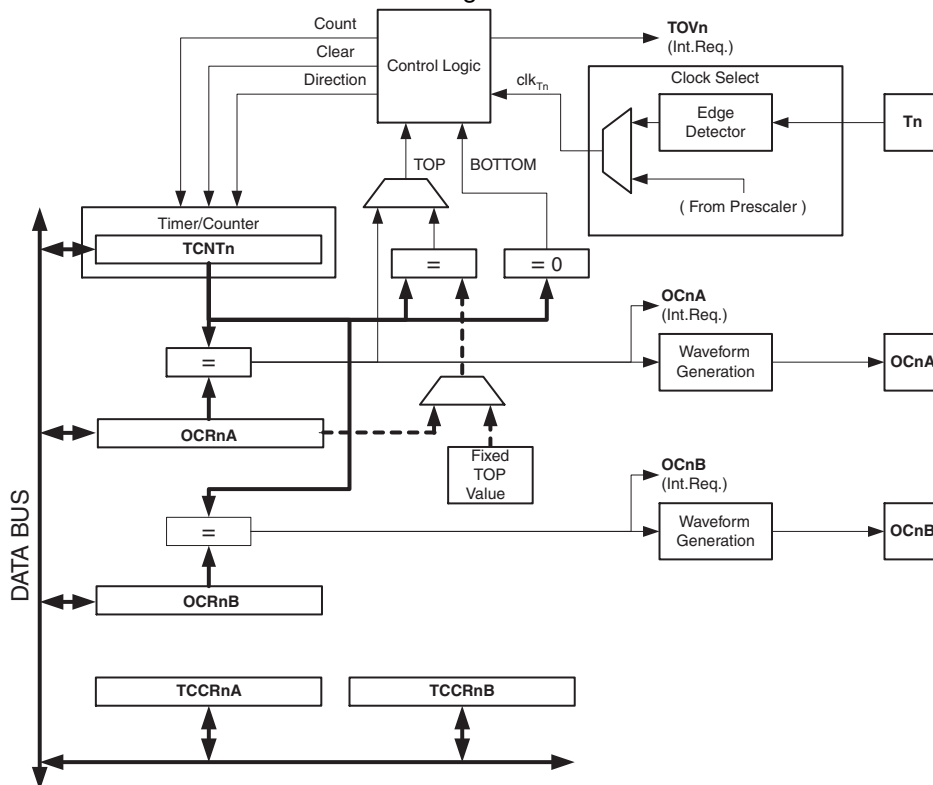 Count
Clear
Direction
Control Logic
TOVn
(Int.Req.)
clkTn
Clock Select
Edge
Detector
Tn
( From Prescaler )
TOP
BOTTOM
Timer/Counter
TCNTn
=
= 0
OCnA
(Int.Req.)
=
Waveform
Generation
OCnA
OCRnA
Fixed
TOP
Value
OCnB
(Int.Req.)
=
Waveform
Generation
OCnB
OCRnB
DATA BUS
TCCRnA
TCCRnB